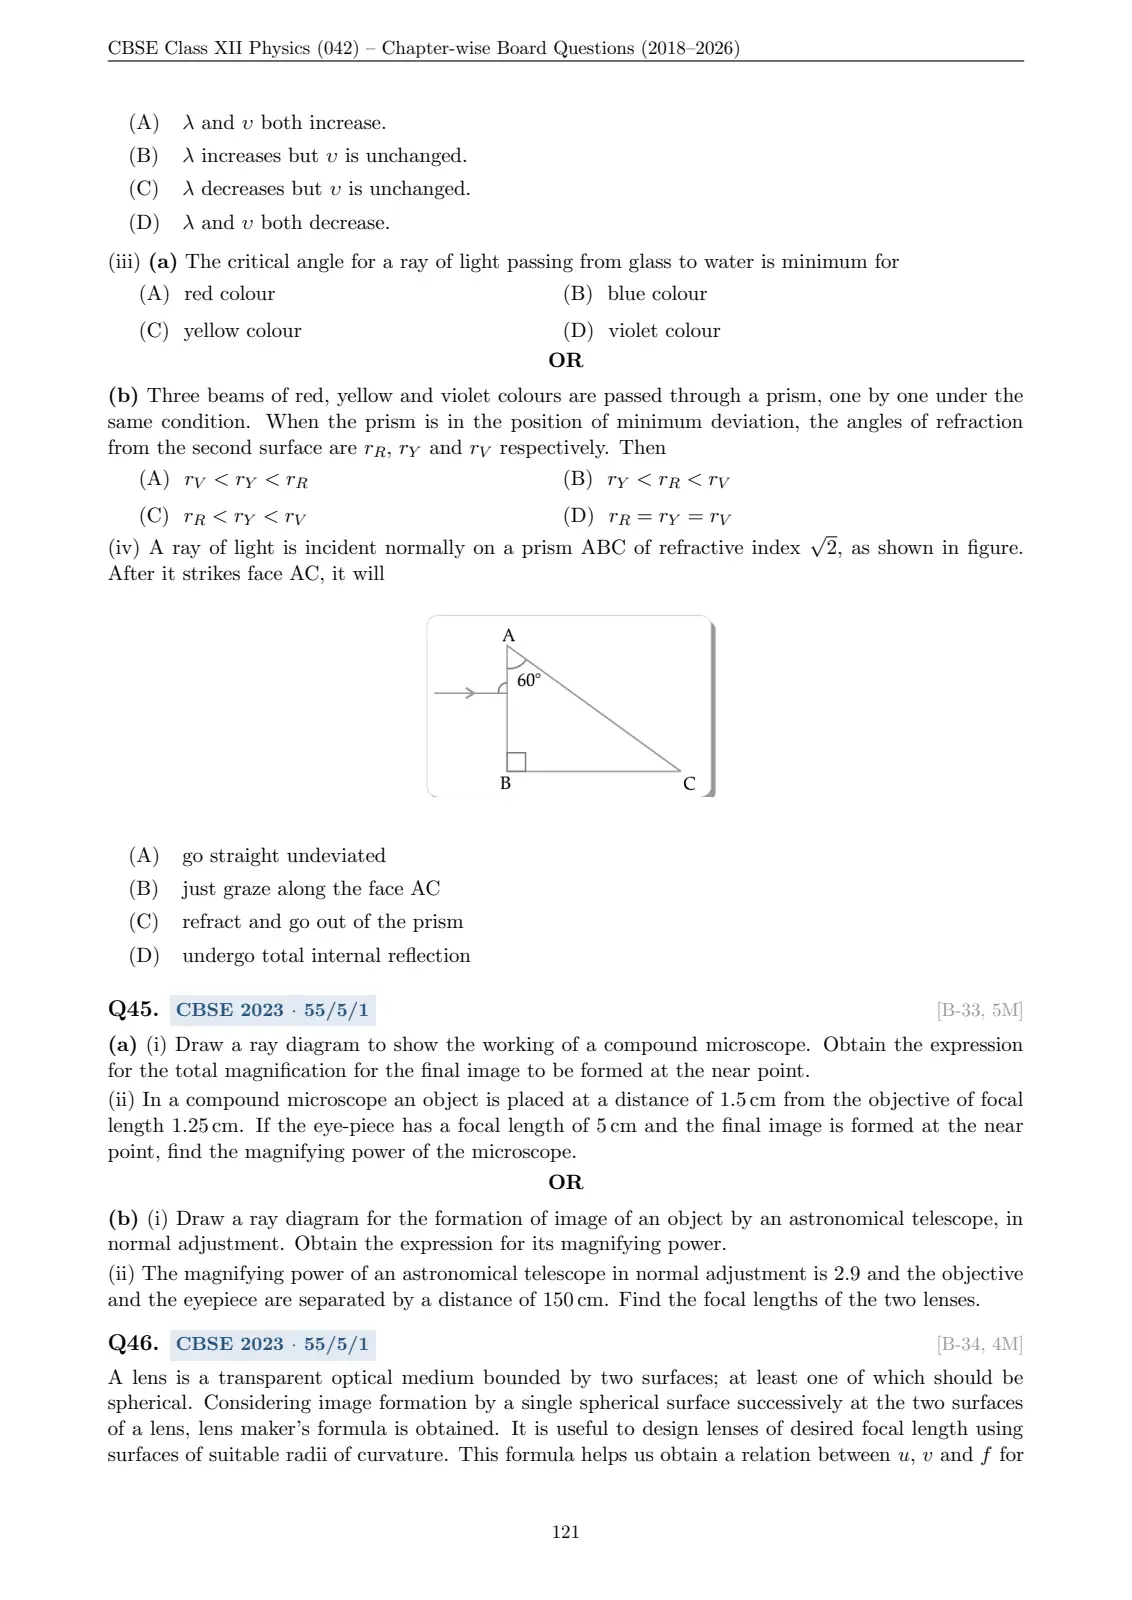 CBSE Class XII Physics (042) – Chapter-wise Board Questions (2018–2026)
(A) λ and υ both increase.
(B) λ increases but υ is unchanged.
(C) λ decreases but υ is unchanged.
(D) λ and υ both decrease.
(iii) (a) The critical angle for a ray of light passing from glass to water is minimum for
(A) red colour (B) blue colour
(C) yellow colour (D) violet colour
OR
(b) Three beams of red, yellow and violet colours are passed through a prism, one by one under the
same condition. When the prism is in the position of minimum deviation, the angles of refraction
from the second surface are r_R, r_Y and r_V respectively. Then
(A) r_V < r_Y < r_R (B) r_Y < r_R < r_V
(C) r_R < r_Y < r_V (D) r_R = r_Y = r_V
(iv) A ray of light is incident normally on a prism ABC of refractive index √2, as shown in figure.
After it strikes face AC, it will
A
60°
B C
(A) go straight undeviated
(B) just graze along the face AC
(C) refract and go out of the prism
(D) undergo total internal reflection
Q45. CBSE 2023 · 55/5/1 [B-33, 5M]
(a) (i) Draw a ray diagram to show the working of a compound microscope. Obtain the expression
for the total magnification for the final image to be formed at the near point.
(ii) In a compound microscope an object is placed at a distance of 1.5 cm from the objective of focal
length 1.25 cm. If the eye-piece has a focal length of 5 cm and the final image is formed at the near
point, find the magnifying power of the microscope.
OR
(b) (i) Draw a ray diagram for the formation of image of an object by an astronomical telescope, in
normal adjustment. Obtain the expression for its magnifying power.
(ii) The magnifying power of an astronomical telescope in normal adjustment is 2.9 and the objective
and the eyepiece are separated by a distance of 150 cm. Find the focal lengths of the two lenses.
Q46. CBSE 2023 · 55/5/1 [B-34, 4M]
A lens is a transparent optical medium bounded by two surfaces; at least one of which should be
spherical. Considering image formation by a single spherical surface successively at the two surfaces
of a lens, lens maker's formula is obtained. It is useful to design lenses of desired focal length using
surfaces of suitable radii of curvature. This formula helps us obtain a relation between u, v and f for
121